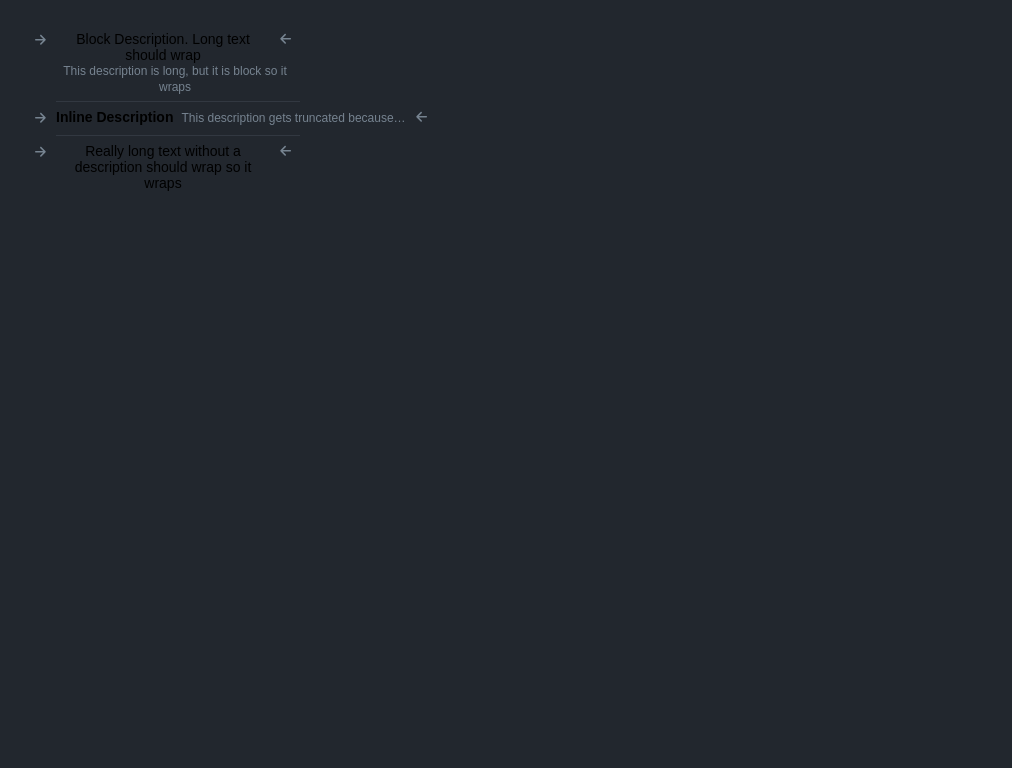 Block Description. Long text
should wrap
This description is long, but it is block so it
wraps
Inline Description This description gets truncated because…
Really long text without a
description should wrap so it
wraps